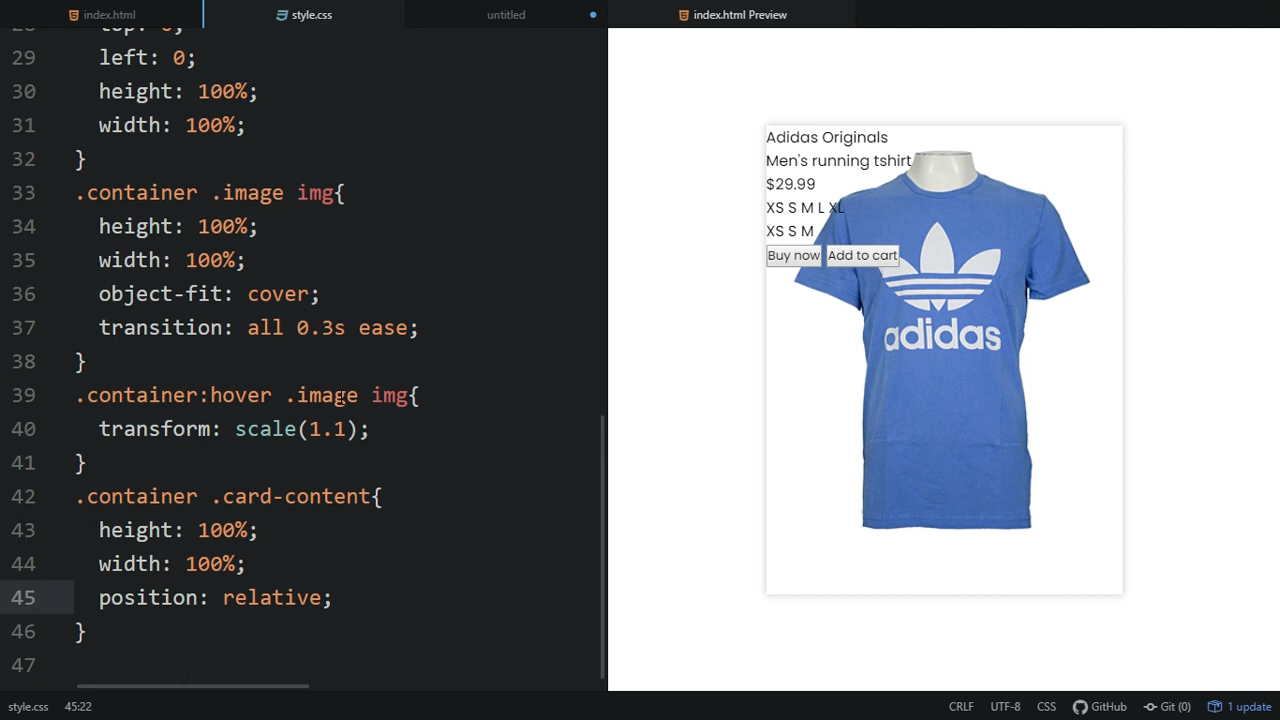 index.html
style.css
untitled
index.html Preview
28 top: 0;
29 left: 0;
30 height: 100%;
31 width: 100%;
32 }
33 .container .image img{
34 height: 100%;
35 width: 100%;
36 object-fit: cover;
37 transition: all 0.3s ease;
38 }
39 .container:hover .image img{
40 transform: scale(1.1);
41 }
42 .container .card-content{
43 height: 100%;
44 width: 100%;
45 position: relative;
46 }
47
Adidas Originals
Men's running tshirt
$29.99
XS S M L XL
XS S M
Buy now Add to cart
adidas
style.css 45:22 CRLF UTF-8 CSS GitHub Git (0) 1 update